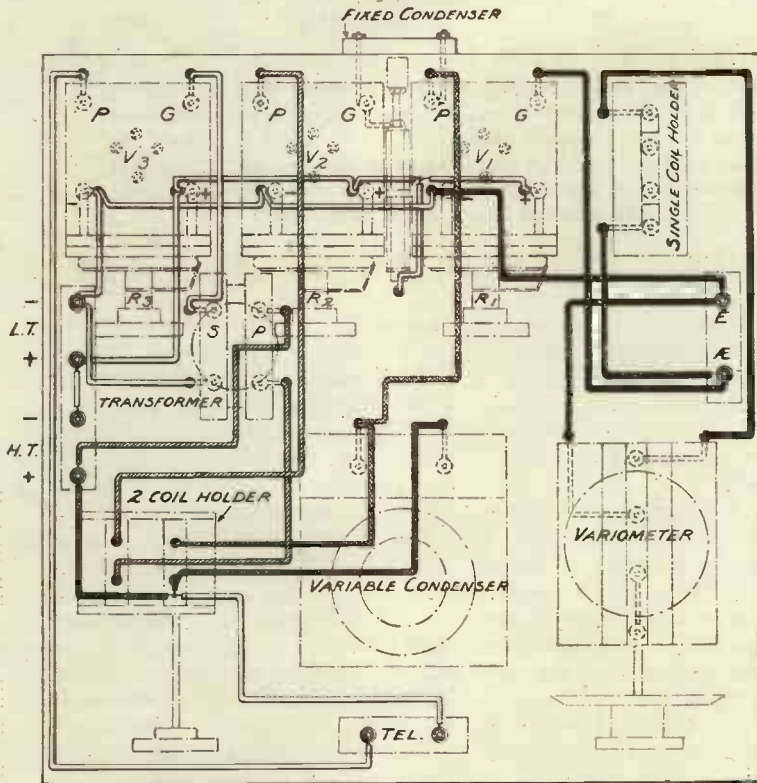 FIXED CONDENSER
P G P G P G
V3 V2 V1
+ - + - +
SINGLE COIL HOLDER
R3 R2 R1
- S P E
L.T.
+ Æ
TRANSFORMER
-
H.T.
+
2 COIL HOLDER
VARIOMETER
VARIABLE CONDENSER
TEL.